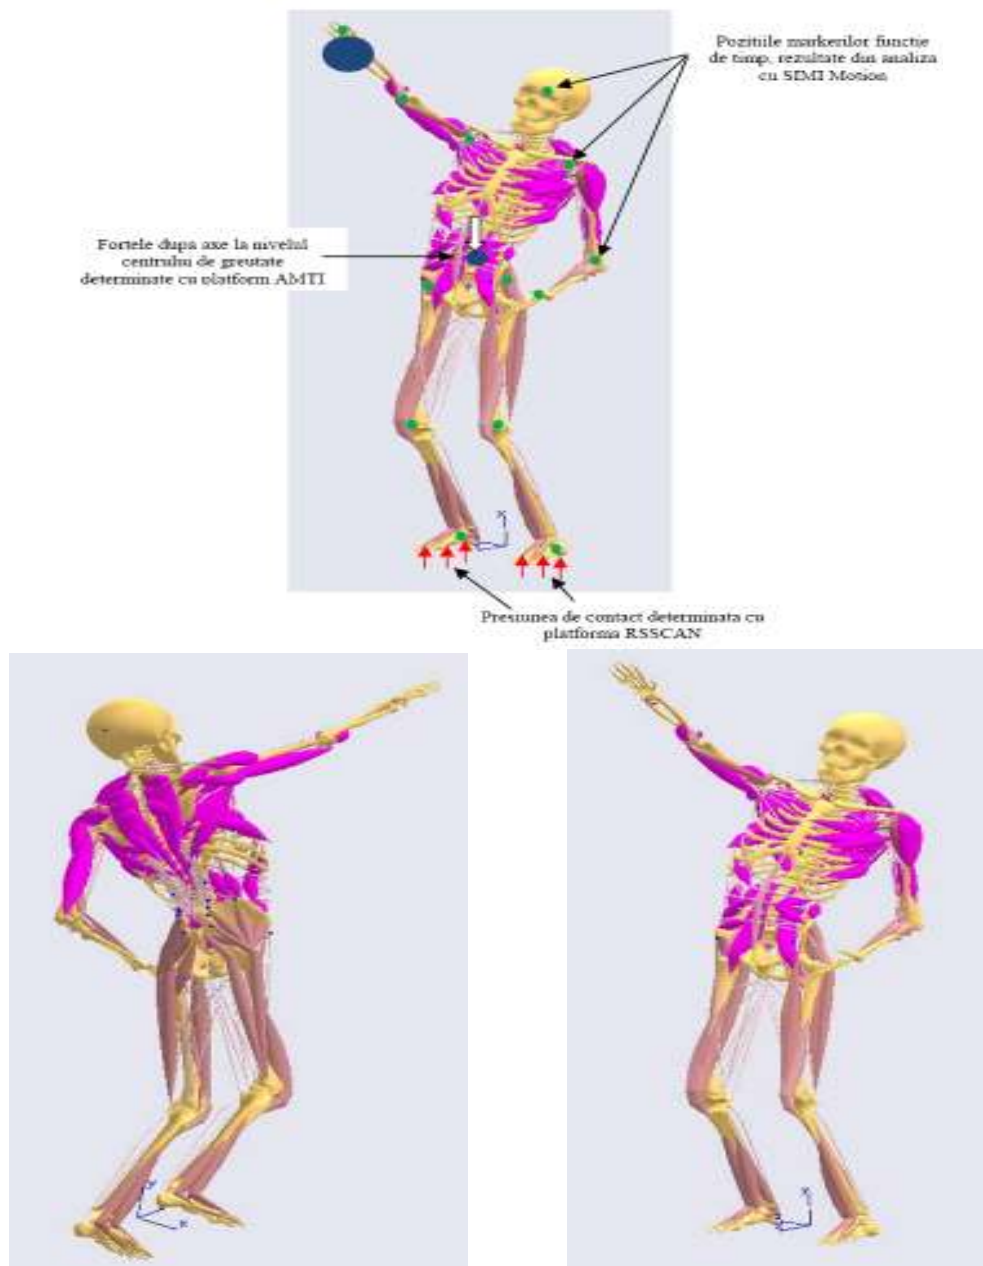 Pozitiile markerilor functie
de timp, rezultate din analiza
cu SIMI Motion
Fortele dupa axe la nivelul
centrului de greutate
determinate cu platform AMTI
X
Presiunea de contact determinata cu
platforma RSSCAN
Y
X
X